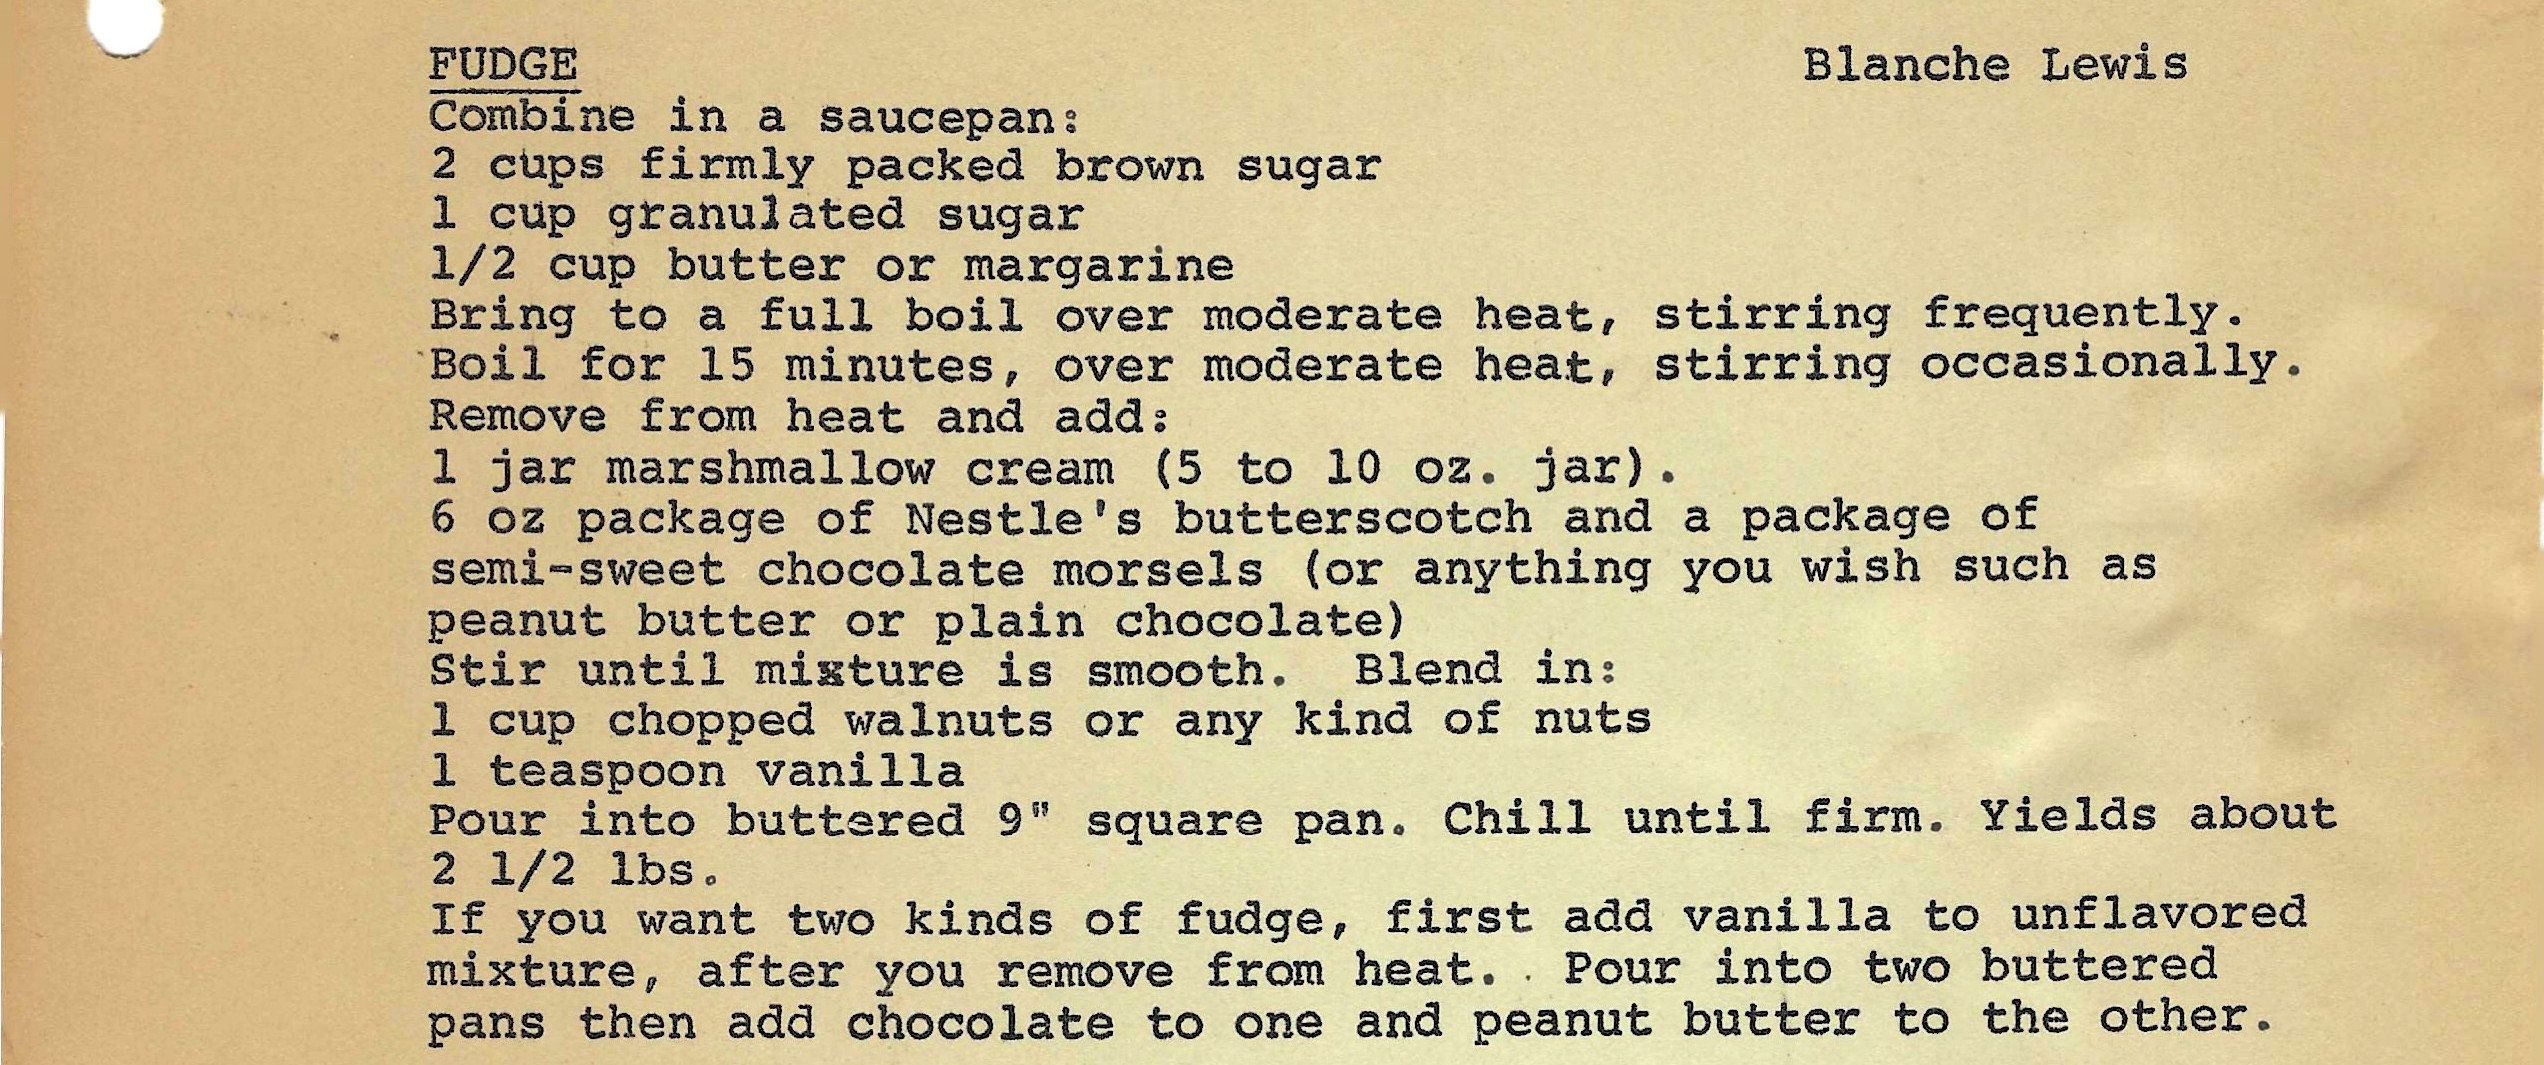 FUDGE Blanche Lewis
Combine in a saucepan:
2 cups firmly packed brown sugar
1 cup granulated sugar
1/2 cup butter or margarine
Bring to a full boil over moderate heat, stirring frequently.
Boil for 15 minutes, over moderate heat, stirring occasionally.
Remove from heat and add:
1 jar marshmallow cream (5 to 10 oz. jar).
6 oz package of Nestle's butterscotch and a package of
semi-sweet chocolate morsels (or anything you wish such as
peanut butter or plain chocolate)
Stir until mixture is smooth.  Blend in:
1 cup chopped walnuts or any kind of nuts
1 teaspoon vanilla
Pour into buttered 9" square pan. Chill until firm. Yields about
2 1/2 lbs.
If you want two kinds of fudge, first add vanilla to unflavored
mixture, after you remove from heat.  Pour into two buttered
pans then add chocolate to one and peanut butter to the other.